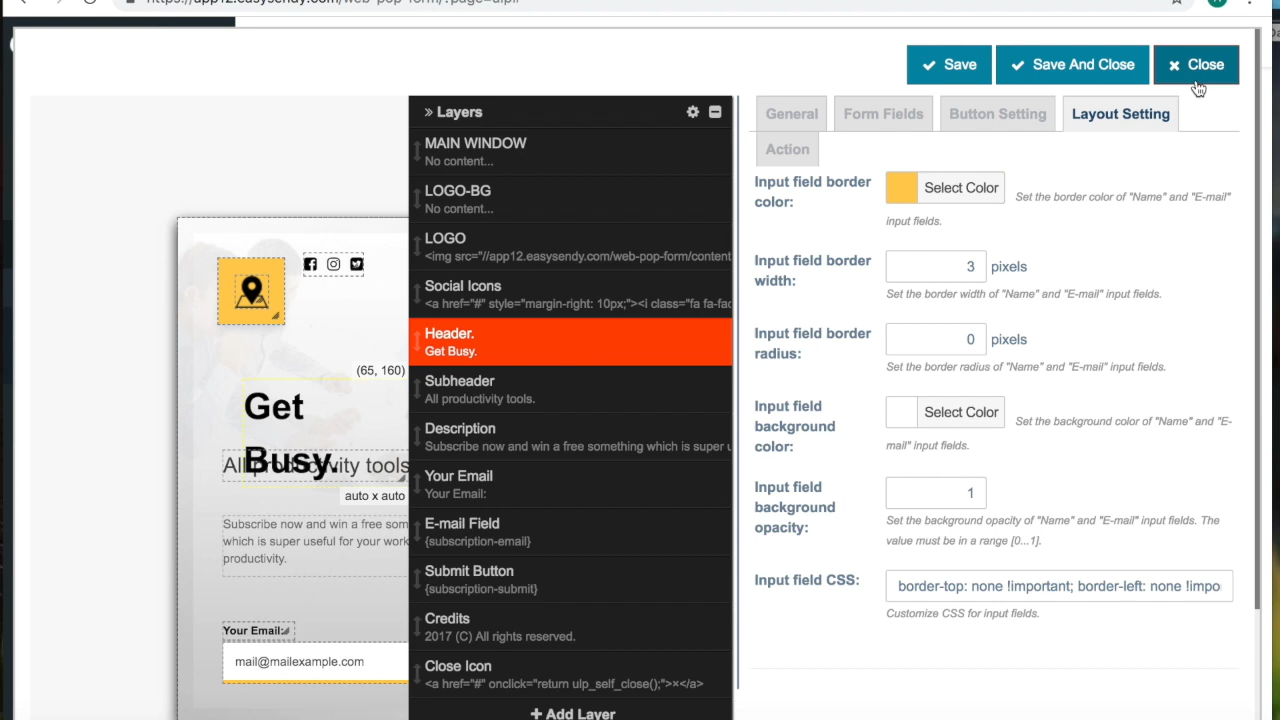 Save
Save And Close
Close
Layers
MAIN WINDOW
No content...
LOGO-BG
No content...
LOGO
<img src="//app12.easysendy.com/web-pop-form/content
Social Icons
<a href="#" style="margin-right: 10px;"><i class="fa fa-fac
Header.
Get Busy.
Subheader
All productivity tools.
Description
Subscribe now and win a free something which is super u
Your Email
Your Email:
E-mail Field
{subscription-email}
Submit Button
{subscription-submit}
Credits
2017 (C) All rights reserved.
Close Icon
<a href="#" onclick="return ulp_self_close();">×</a>
Add Layer
(65, 160)
Get
Busy.
All productivity tools
auto x auto
Subscribe now and win a free som
which is super useful for your work
productivity.
Your Email:
mail@mailexample.com
General
Form Fields
Button Setting
Layout Setting
Action
Input field border
color:
Select Color
Set the border color of "Name" and "E-mail"
input fields.
Input field border
width:
3 pixels
Set the border width of "Name" and "E-mail" input fields.
Input field border
radius:
0 pixels
Set the border radius of "Name" and "E-mail" input fields.
Input field
background
color:
Select Color
Set the background color of "Name" and "E-
mail" input fields.
Input field
background
opacity:
1
Set the background opacity of "Name" and "E-mail" input fields. The
value must be in a range [0...1].
Input field CSS:
border-top: none !important; border-left: none !impo
Customize CSS for input fields.